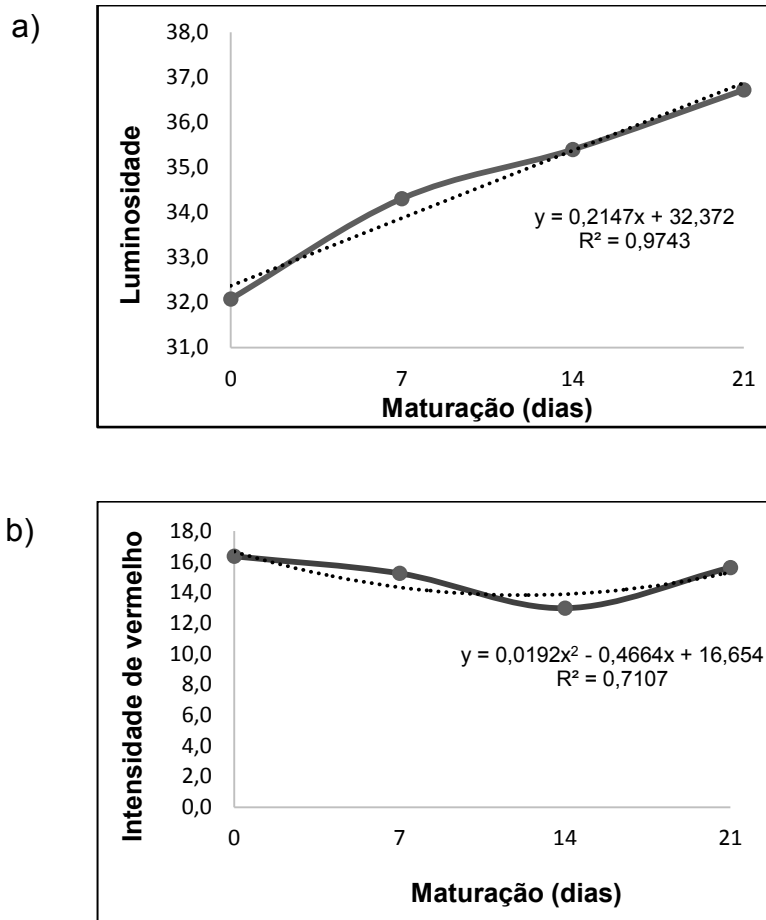 a)
38,0
37,0
36,0
35,0
34,0
33,0
32,0
31,0
Luminosidade
y = 0,2147x + 32,372
R² = 0,9743
0 7 14 21
Maturação (dias)
b)
18,0
16,0
14,0
12,0
10,0
8,0
6,0
4,0
2,0
0,0
Intensidade de vermelho
y = 0,0192x² - 0,4664x + 16,654
R² = 0,7107
0 7 14 21
Maturação (dias)